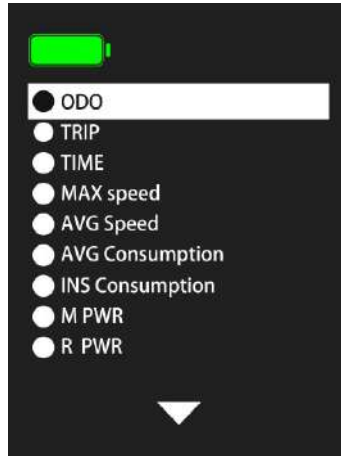 ODO
TRIP
TIME
MAX speed
AVG Speed
AVG Consumption
INS Consumption
M PWR
R PWR